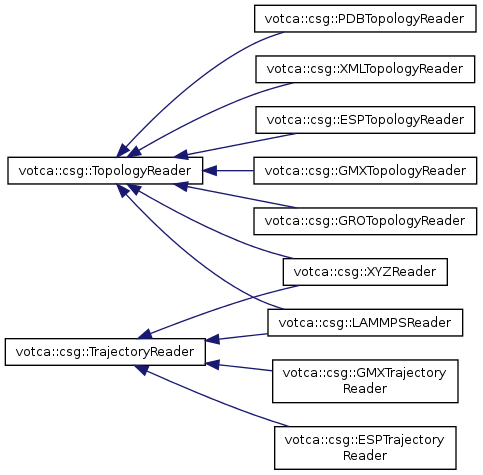 votca::csg::PDBTopologyReader
votca::csg::XMLTopologyReader
votca::csg::ESPTopologyReader
votca::csg::TopologyReader
votca::csg::GMXTopologyReader
votca::csg::GROTopologyReader
votca::csg::XYZReader
votca::csg::LAMMPSReader
votca::csg::TrajectoryReader
votca::csg::GMXTrajectory
Reader
votca::csg::ESPTrajectory
Reader